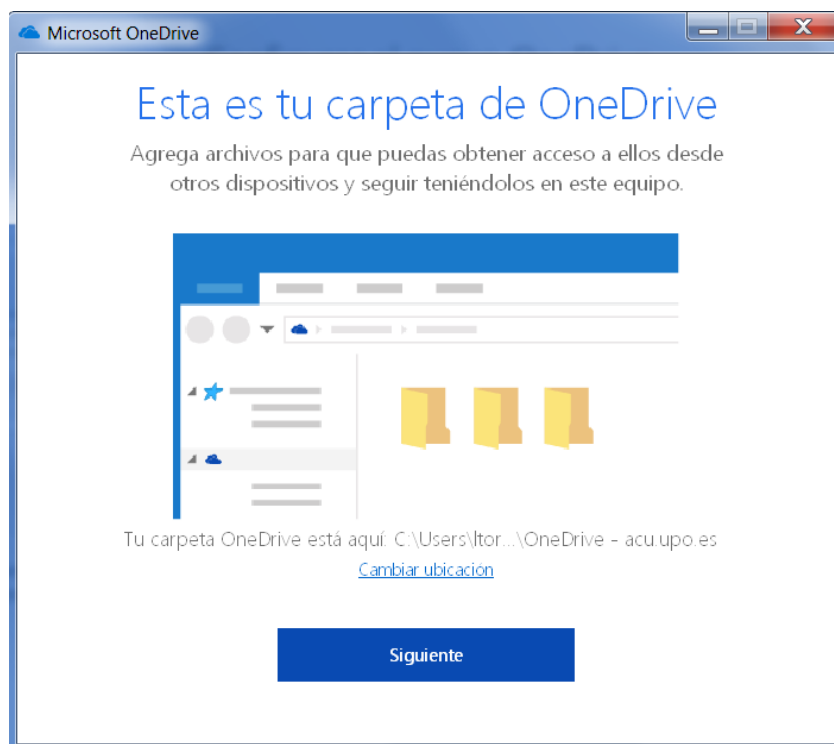 Microsoft OneDrive
Esta es tu carpeta de OneDrive
Agrega archivos para que puedas obtener acceso a ellos desde
otros dispositivos y seguir teniéndolos en este equipo.
Tu carpeta OneDrive está aquí: C:\Users\ltor...\OneDrive - acu.upo.es
Cambiar ubicación
Siguiente